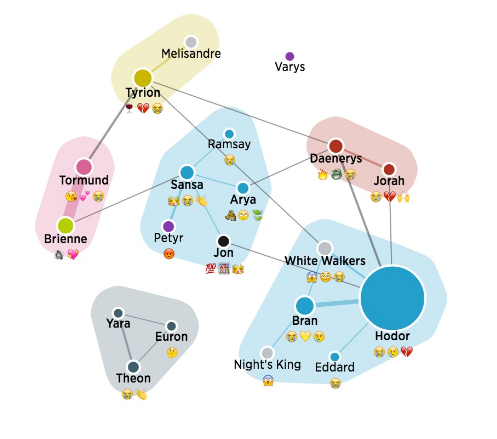 Melisandre
Varys
Tyrion
Ramsay
Daenerys
Tormund
Sansa
Jorah
Arya
Brienne
Petyr
Jon
White Walkers
Yara
Bran
Euron
Hodor
Night's King
Eddard
Theon